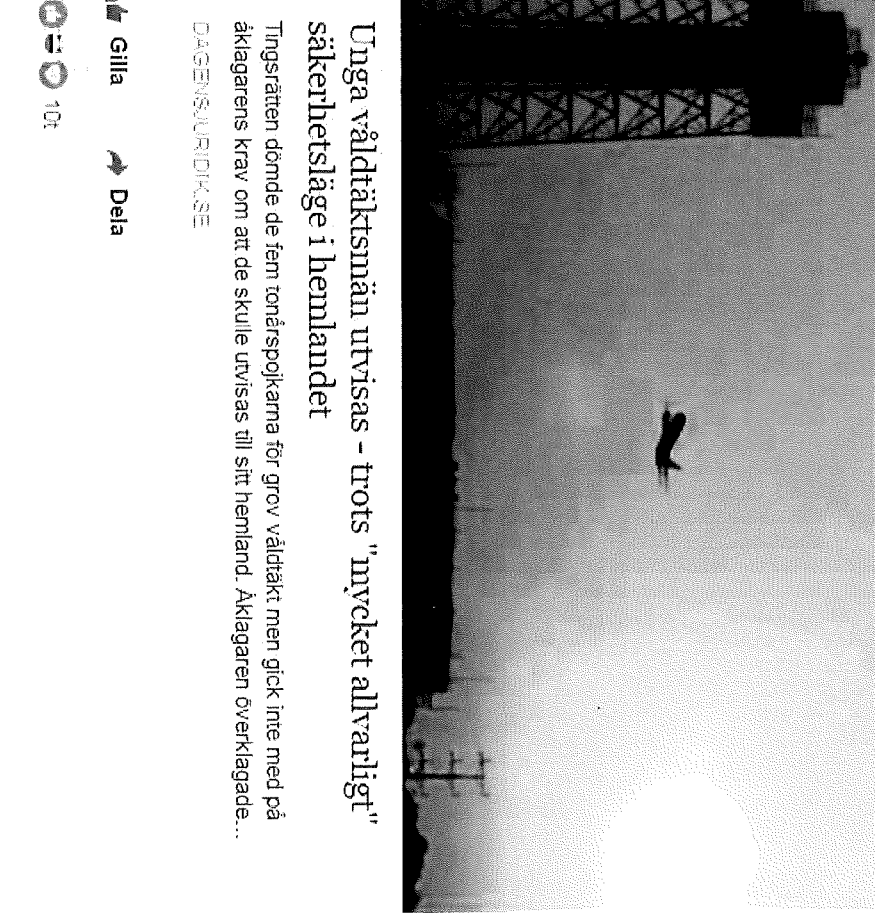 Unga våldtäktsmän utvisas - trots "mycket allvarligt"
säkerhetsläge i hemlandet
Tingsrätten dömde de fem tonårspojkarna för grov våldtäkt men gick inte med på
åklagarens krav om att de skulle utvisas till sitt hemland. Åklagaren överklagade...
DAGENSJURIDIK.SE
Gilla Dela
10t